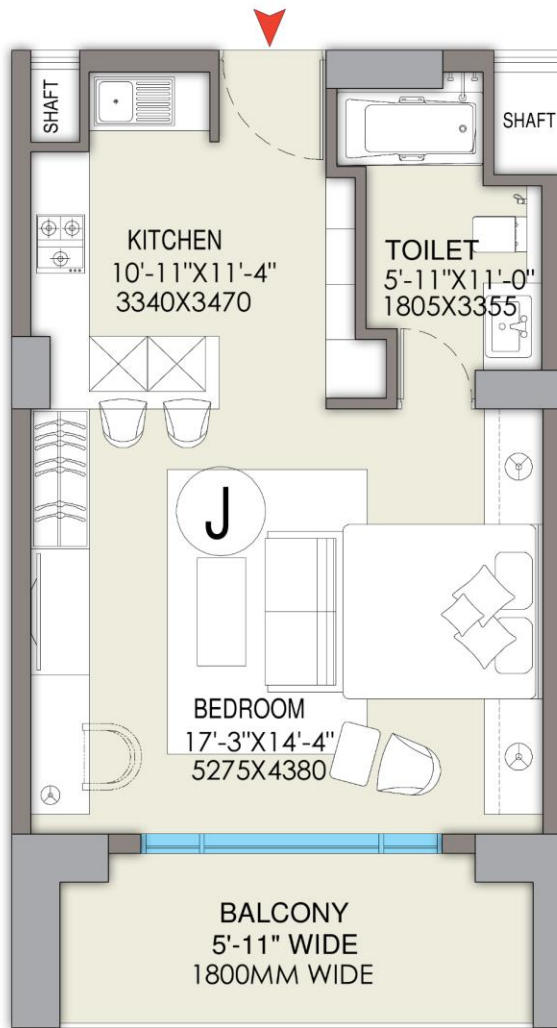 SHAFT
SHAFT
KITCHEN
10'-11"X11'-4"
3340X3470
TOILET
5'-11"X11'-0"
1805X3355
J
BEDROOM
17'-3"X14'-4"
5275X4380
BALCONY
5'-11" WIDE
1800MM WIDE